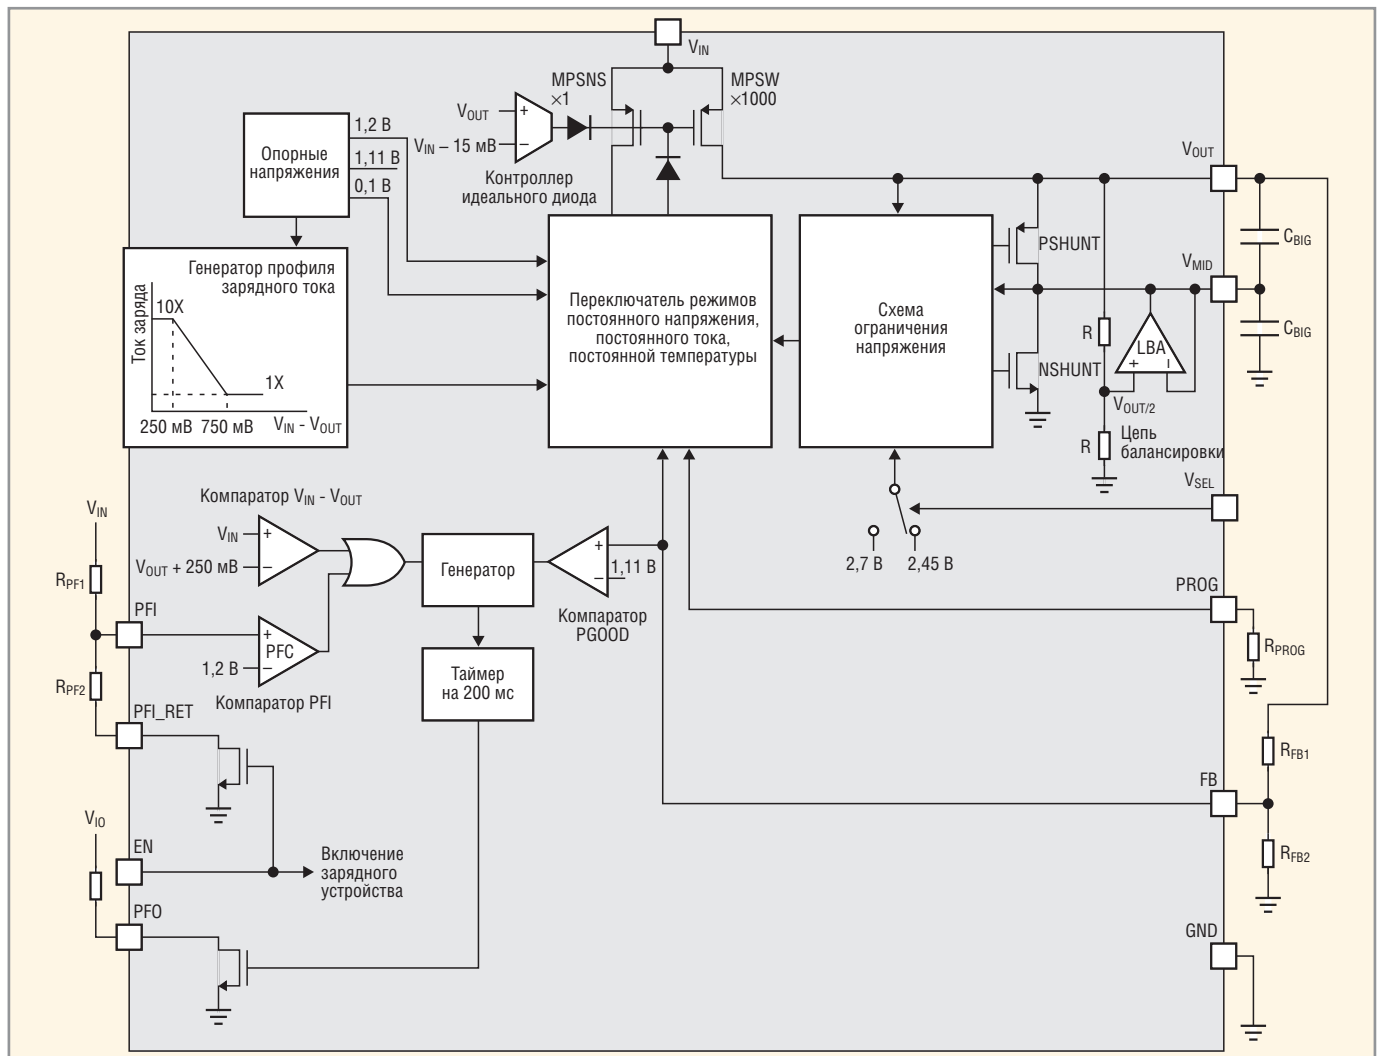 V_IN
MPSNS
×1
MPSW
×1000
V_OUT
V_IN – 15 мВ
+
–
Контроллер
идеального диода
Опорные
напряжения
1,2 В
1,11 В
0,1 В
V_OUT
Генератор профиля
зарядного тока
Ток заряда
10X
1X
250 мВ
750 мВ
V_IN - V_OUT
Переключатель режимов
постоянного напряжения,
постоянного тока,
постоянной температуры
Схема
ограничения
напряжения
PSHUNT
NSHUNT
C_BIG
V_MID
C_BIG
R
LBA
+
–
V_OUT/2
R
Цепь
балансировки
V_SEL
2,7 В
2,45 В
Компаратор V_IN - V_OUT
V_IN
+
V_OUT + 250 мВ
–
V_IN
R_PF1
PFI
R_PF2
PFI_RET
+
PFC
1,2 В
–
Компаратор PFI
Генератор
Таймер
на 200 мс
+
1,11 В
–
Компаратор
PGOOD
PROG
R_PROG
R_FB1
FB
R_FB2
V_IO
EN
Включение
зарядного
устройства
PFO
GND